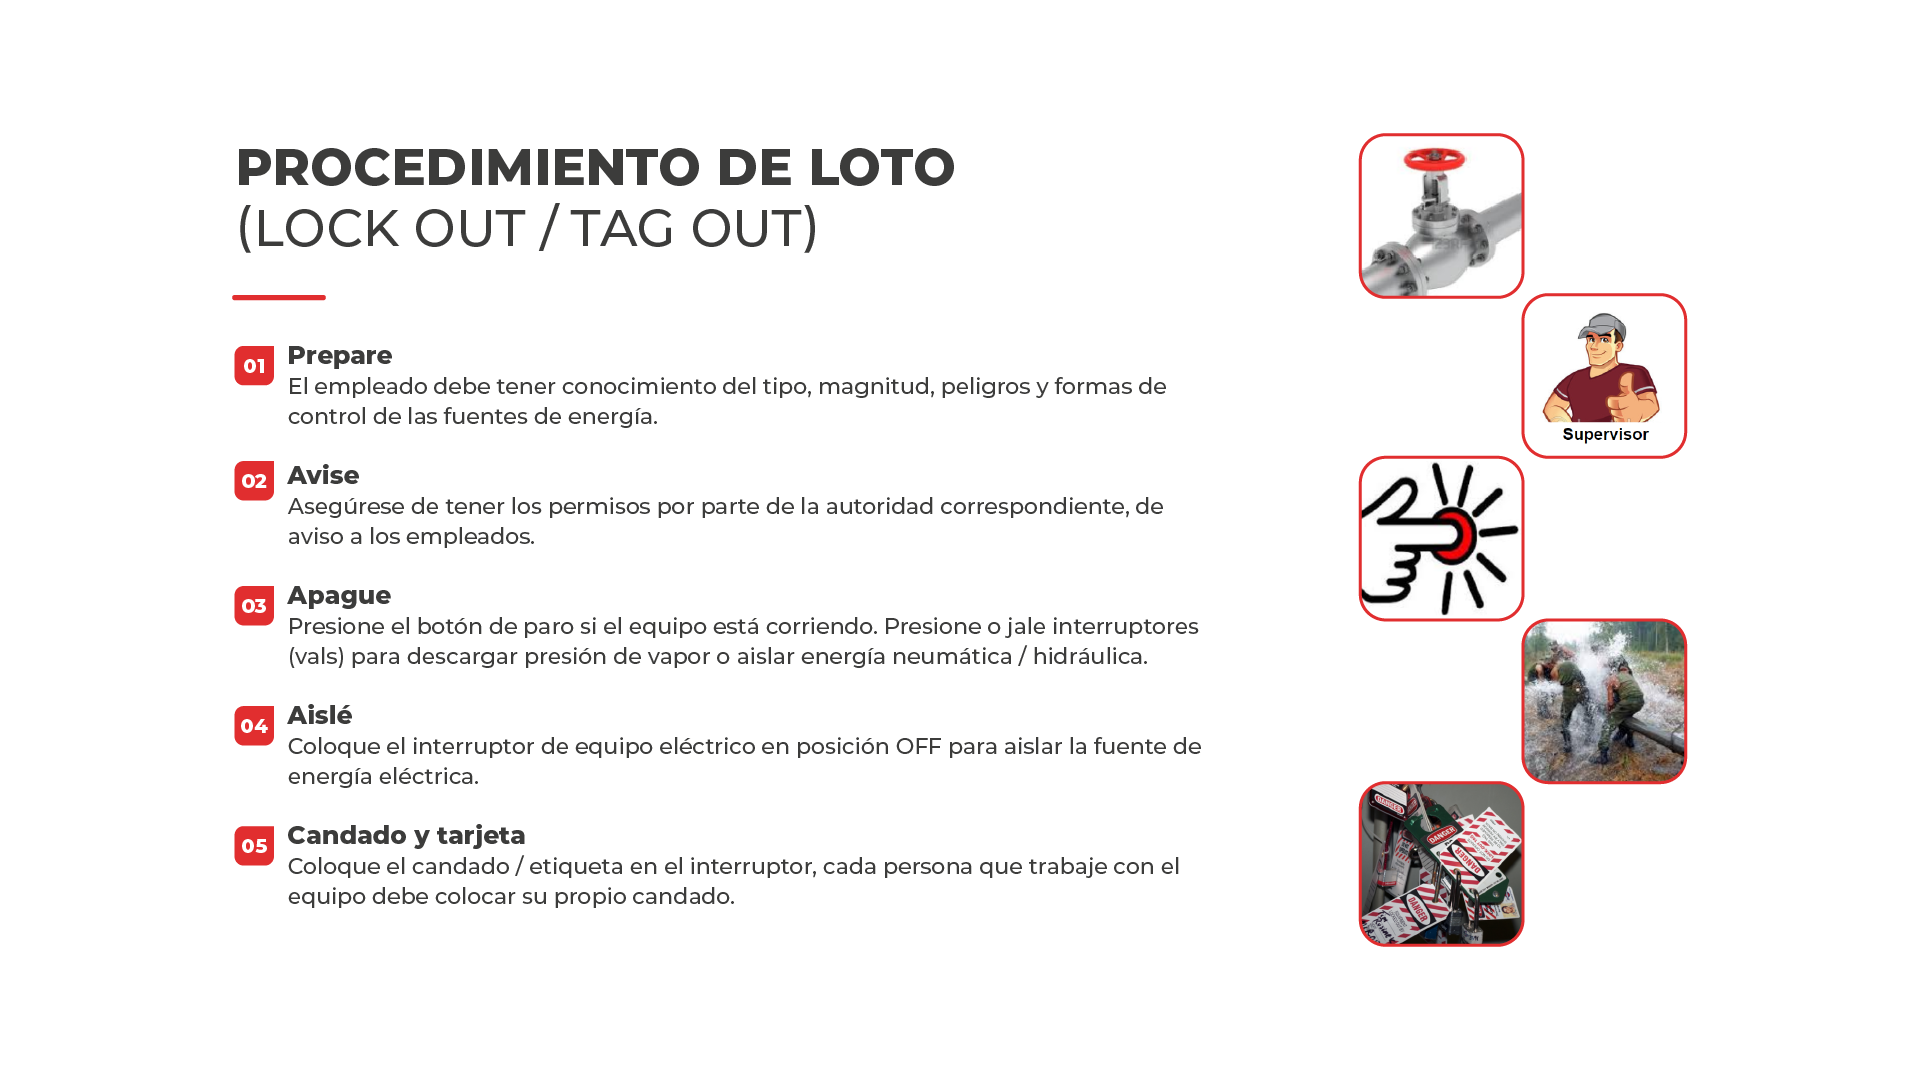 PROCEDIMIENTO DE LOTO
(LOCK OUT / TAG OUT)
01 Prepare
El empleado debe tener conocimiento del tipo, magnitud, peligros y formas de
control de las fuentes de energía.
02 Avise
Asegúrese de tener los permisos por parte de la autoridad correspondiente, de
aviso a los empleados.
03 Apague
Presione el botón de paro si el equipo está corriendo. Presione o jale interruptores
(vals) para descargar presión de vapor o aislar energía neumática / hidráulica.
04 Aislé
Coloque el interruptor de equipo eléctrico en posición OFF para aislar la fuente de
energía eléctrica.
05 Candado y tarjeta
Coloque el candado / etiqueta en el interruptor, cada persona que trabaje con el
equipo debe colocar su propio candado.
Supervisor
DANGER
DANGER
DANGER
DANGER